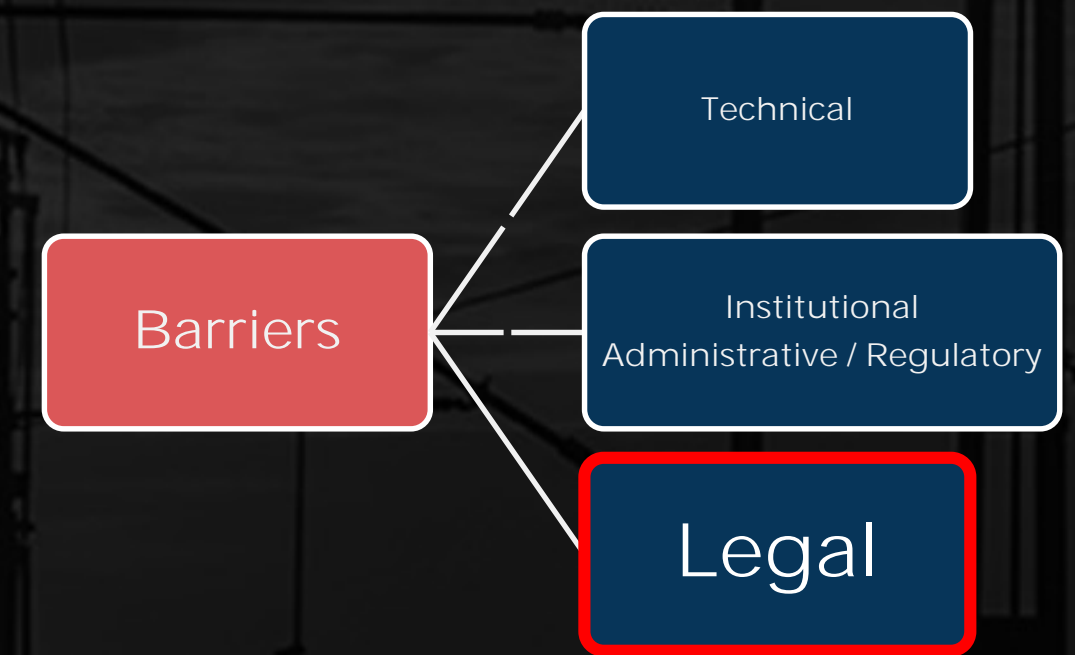 Technical
Barriers
Institutional
Administrative / Regulatory
Legal